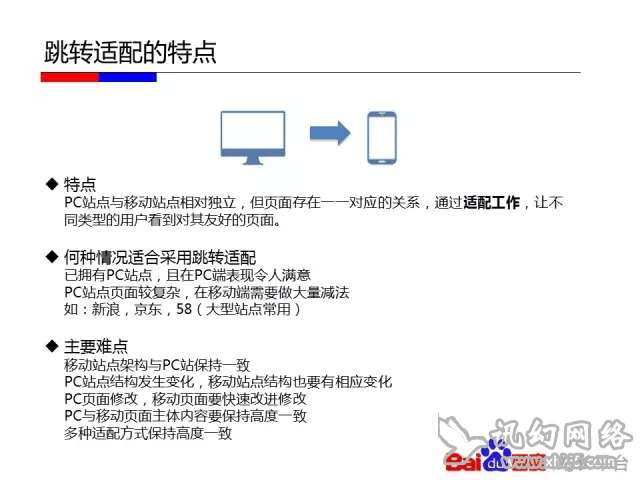 跳转适配的特点
◆ 特点
PC站点与移动站点相对独立，但页面存在一一对应的关系，通过适配工作，让不
同类型的用户看到对其友好的页面。
◆ 何种情况适合采用跳转适配
已拥有PC站点，且在PC端表现令人满意
PC站点页面较复杂，在移动端需要做大量减法
如：新浪，京东，58（大型站点常用）
◆ 主要难点
移动站点架构与PC站保持一致
PC站点结构发生变化，移动站点结构也要有相应变化
PC页面修改，移动页面要快速改进修改
PC与移动页面主体内容要保持高度一致
多种适配方式保持高度一致
讯幻网络
Bai du
平台